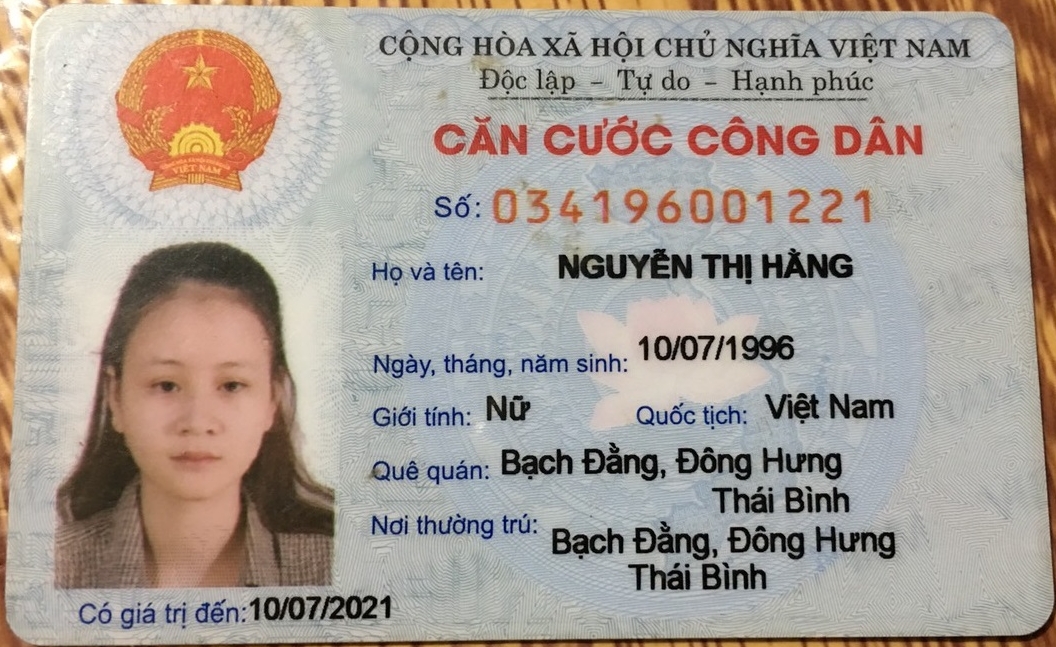 CỘNG HÒA XÃ HỘI CHỦ NGHĨA VIỆT NAM
Độc lập – Tự do – Hạnh phúc
CĂN CƯỚC CÔNG DÂN
Số: 034196001221
Họ và tên: NGUYỄN THỊ HẰNG
Ngày, tháng, năm sinh: 10/07/1996
Giới tính: Nữ Quốc tịch: Việt Nam
Quê quán: Bạch Đằng, Đông Hưng
Thái Bình
Nơi thường trú: Bạch Đằng, Đông Hưng
Thái Bình
Có giá trị đến: 10/07/2021
VIỆT NAM